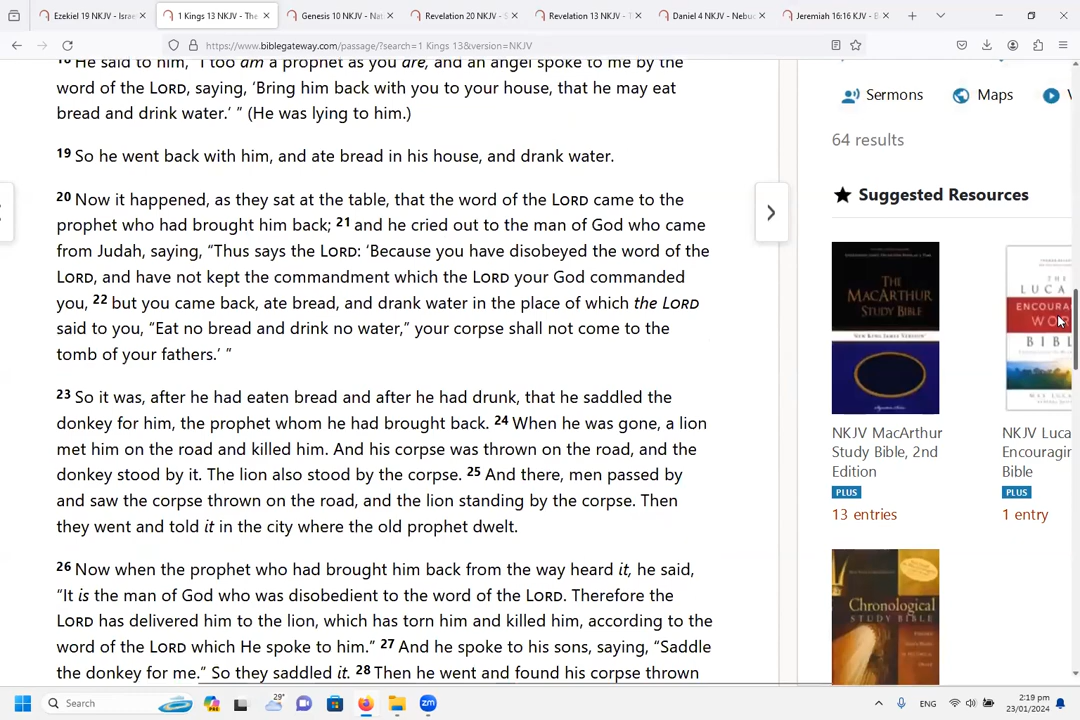 Ezekiel 19 NKJV - Israe
1 Kings 13 NKJV - The
Genesis 10 NKJV - Nat
Revelation 20 NKJV - S
Revelation 13 NKJV - T
Daniel 4 NKJV - Nebuc
Jeremiah 16:16 KJV - B
https://www.biblegateway.com/passage/?search=1 Kings 13&version=NKJV
18 He said to him, “I too am a prophet as you are, and an angel spoke to me by the
word of the LORD, saying, ‘Bring him back with you to your house, that he may eat
bread and drink water.’ ” (He was lying to him.)
19 So he went back with him, and ate bread in his house, and drank water.
20 Now it happened, as they sat at the table, that the word of the LORD came to the
prophet who had brought him back; 21 and he cried out to the man of God who came
from Judah, saying, “Thus says the LORD: ‘Because you have disobeyed the word of the
LORD, and have not kept the commandment which the LORD your God commanded
you, 22 but you came back, ate bread, and drank water in the place of which the LORD
said to you, “Eat no bread and drink no water,” your corpse shall not come to the
tomb of your fathers.’ ”
23 So it was, after he had eaten bread and after he had drunk, that he saddled the
donkey for him, the prophet whom he had brought back. 24 When he was gone, a lion
met him on the road and killed him. And his corpse was thrown on the road, and the
donkey stood by it. The lion also stood by the corpse. 25 And there, men passed by
and saw the corpse thrown on the road, and the lion standing by the corpse. Then
they went and told it in the city where the old prophet dwelt.
26 Now when the prophet who had brought him back from the way heard it, he said,
“It is the man of God who was disobedient to the word of the LORD. Therefore the
LORD has delivered him to the lion, which has torn him and killed him, according to the
word of the LORD which He spoke to him.” 27 And he spoke to his sons, saying, “Saddle
the donkey for me.” So they saddled it. 28 Then he went and found his corpse thrown
Sermons Maps V
64 results
Suggested Resources
THE
MACARTHUR
STUDY BIBLE
NEW KING JAMES VERSION
NKJV MacArthur
Study Bible, 2nd
Edition
PLUS
13 entries
THE
LUCA
ENCOURAG
WOR
BIBL
NKJV Luca
Encouragin
Bible
PLUS
1 entry
Chronological
STUDY BIBLE
Search
29°
ENG
2:19 pm
23/01/2024